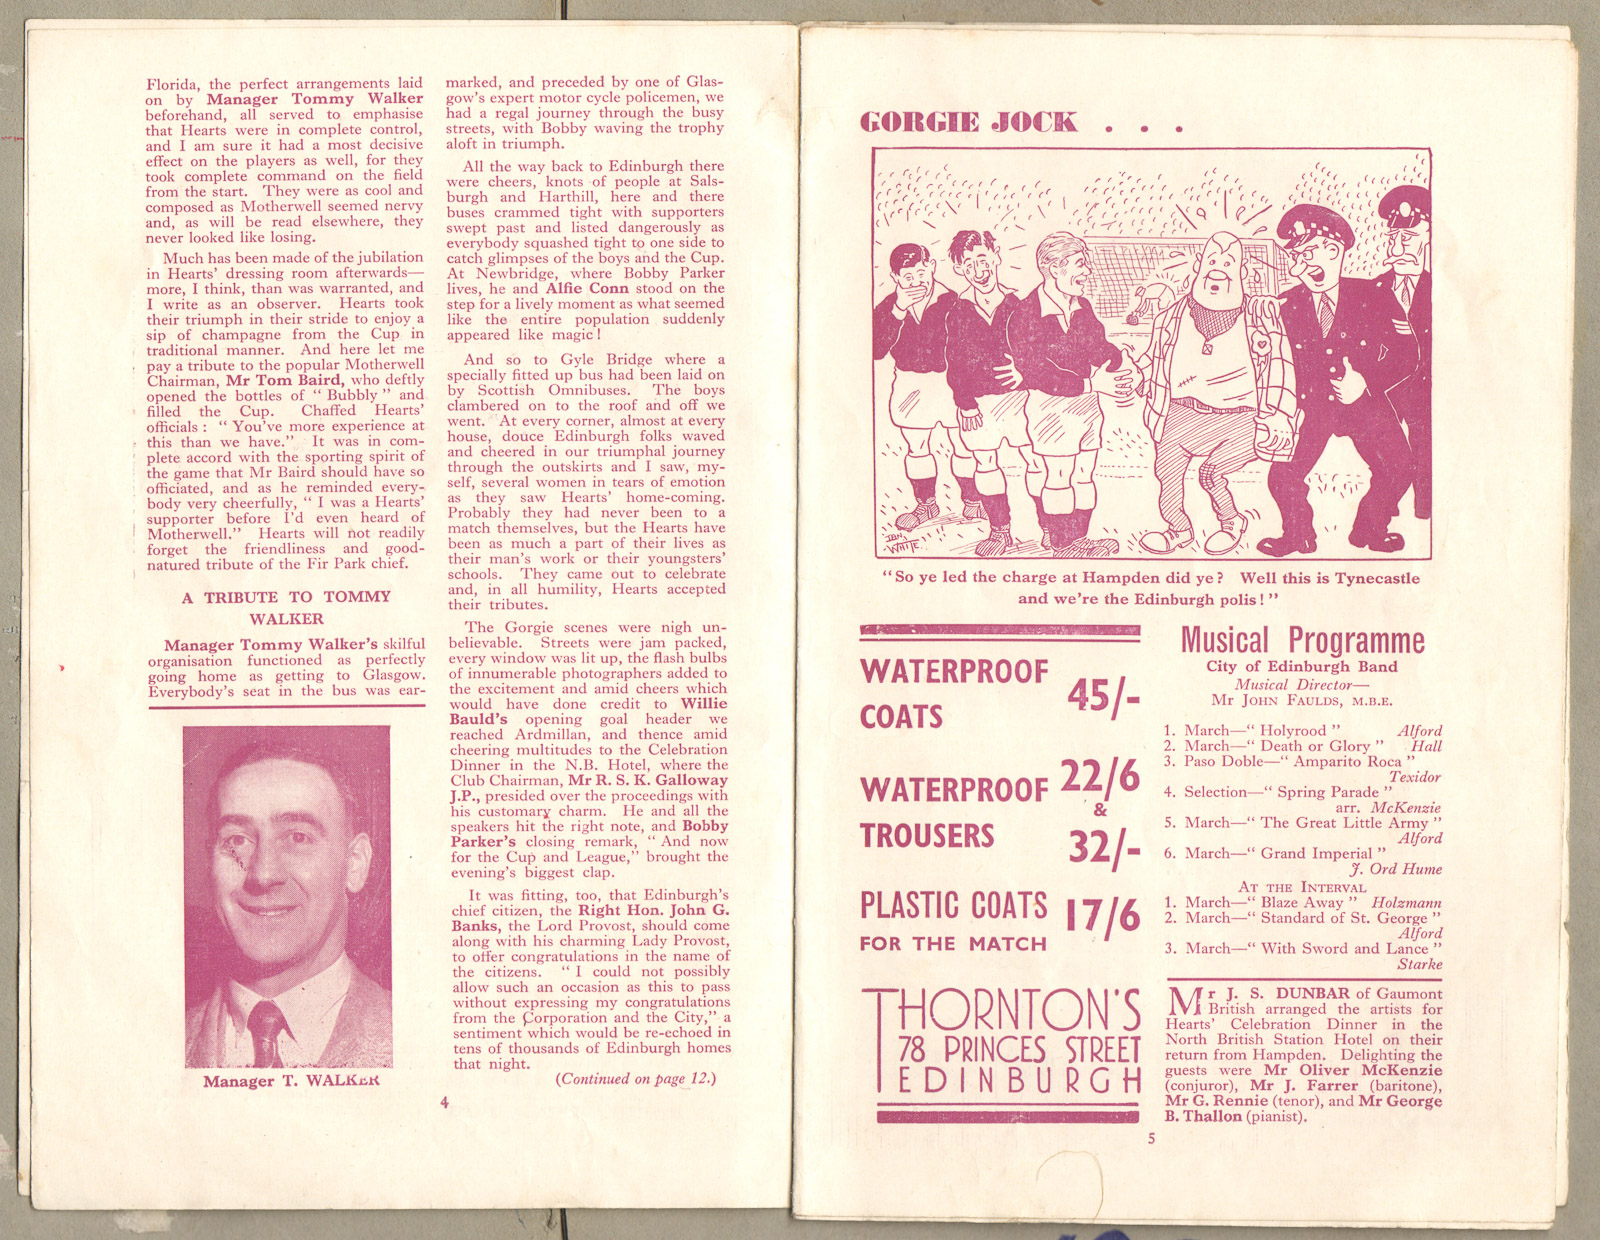 Florida, the perfect arrangements laid
on by Manager Tommy Walker
beforehand, all served to emphasise
that Hearts were in complete control,
and I am sure it had a most decisive
effect on the players as well, for they
took complete command on the field
from the start. They were as cool and
composed as Motherwell seemed nervy
and, as will be read elsewhere, they
never looked like losing.
Much has been made of the jubilation
in Hearts' dressing room afterwards—
more, I think, than was warranted, and
I write as an observer. Hearts took
their triumph in their stride to enjoy a
sip of champagne from the Cup in
traditional manner. And here let me
pay a tribute to the popular Motherwell
Chairman, Mr Tom Baird, who deftly
opened the bottles of " Bubbly " and
filled the Cup. Chaffed Hearts'
officials : " You've more experience at
this than we have." It was in com-
plete accord with the sporting spirit of
the game that Mr Baird should have so
officiated, and as he reminded every-
body very cheerfully, " I was a Hearts'
supporter before I'd even heard of
Motherwell." Hearts will not readily
forget the friendliness and good-
natured tribute of the Fir Park chief.
A TRIBUTE TO TOMMY
WALKER
Manager Tommy Walker's skilful
organisation functioned as perfectly
going home as getting to Glasgow.
Everybody's seat in the bus was ear-
Manager T. WALKER
marked, and preceded by one of Glas-
gow's expert motor cycle policemen, we
had a regal journey through the busy
streets, with Bobby waving the trophy
aloft in triumph.
All the way back to Edinburgh there
were cheers, knots of people at Sals-
burgh and Harthill, here and there
buses crammed tight with supporters
swept past and listed dangerously as
everybody squashed tight to one side to
catch glimpses of the boys and the Cup.
At Newbridge, where Bobby Parker
lives, he and Alfie Conn stood on the
step for a lively moment as what seemed
like the entire population suddenly
appeared like magic !
And so to Gyle Bridge where a
specially fitted up bus had been laid on
by Scottish Omnibuses. The boys
clambered on to the roof and off we
went. At every corner, almost at every
house, douce Edinburgh folks waved
and cheered in our triumphal journey
through the outskirts and I saw, my-
self, several women in tears of emotion
as they saw Hearts' home-coming.
Probably they had never been to a
match themselves, but the Hearts have
been as much a part of their lives as
their man's work or their youngsters'
schools. They came out to celebrate
and, in all humility, Hearts accepted
their tributes.
The Gorgie scenes were nigh un-
believable. Streets were jam packed,
every window was lit up, the flash bulbs
of innumerable photographers added to
the excitement and amid cheers which
would have done credit to Willie
Bauld's opening goal header we
reached Ardmillan, and thence amid
cheering multitudes to the Celebration
Dinner in the N.B. Hotel, where the
Club Chairman, Mr R. S. K. Galloway
J.P., presided over the proceedings with
his customary charm. He and all the
speakers hit the right note, and Bobby
Parker's closing remark, " And now
for the Cup and League," brought the
evening's biggest clap.
It was fitting, too, that Edinburgh's
chief citizen, the Right Hon. John G.
Banks, the Lord Provost, should come
along with his charming Lady Provost,
to offer congratulations in the name of
the citizens. " I could not possibly
allow such an occasion as this to pass
without expressing my congratulations
from the Corporation and the City," a
sentiment which would be re-echoed in
tens of thousands of Edinburgh homes
that night.
(Continued on page 12.)
4
GORGIE JOCK . . .
IAN
WHITE
"So ye led the charge at Hampden did ye? Well this is Tynecastle
and we're the Edinburgh polis!"
WATERPROOF
COATS
45/-
WATERPROOF
TROUSERS
22/6
&
32/-
PLASTIC COATS
FOR THE MATCH
17/6
THORNTON'S
78 PRINCES STREET
EDINBURGH
Musical Programme
City of Edinburgh Band
Musical Director—
Mr JOHN FAULDS, M.B.E.
1. March—" Holyrood " Alford
2. March—" Death or Glory " Hall
3. Paso Doble—" Amparito Roca "
Texidor
4. Selection—" Spring Parade "
arr. McKenzie
5. March—" The Great Little Army "
Alford
6. March—" Grand Imperial "
J. Ord Hume
AT THE INTERVAL
1. March—" Blaze Away " Holzmann
2. March—" Standard of St. George "
Alford
3. March—" With Sword and Lance "
Starke
Mr J. S. DUNBAR of Gaumont
British arranged the artists for
Hearts' Celebration Dinner in the
North British Station Hotel on their
return from Hampden. Delighting the
guests were Mr Oliver McKenzie
(conjuror), Mr J. Farrer (baritone),
Mr G. Rennie (tenor), and Mr George
B. Thallon (pianist).
5